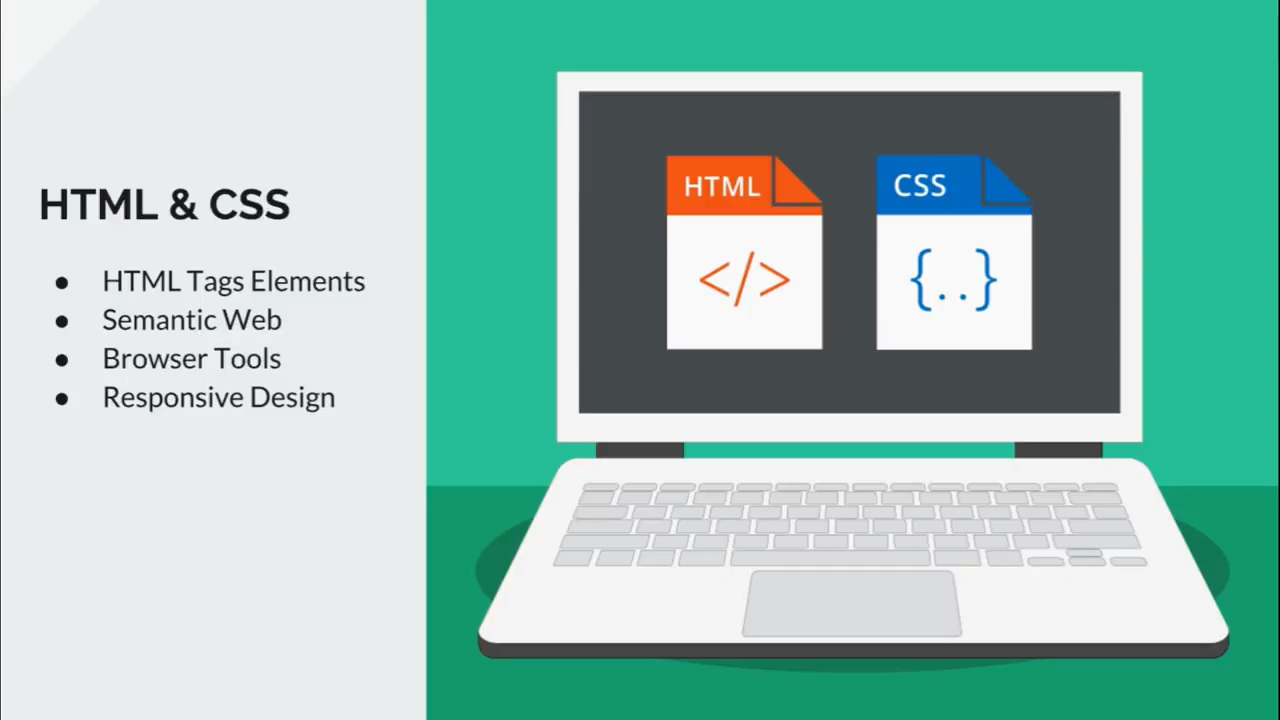 HTML & CSS
● HTML Tags Elements
● Semantic Web
● Browser Tools
● Responsive Design
HTML
</>
CSS
{..}